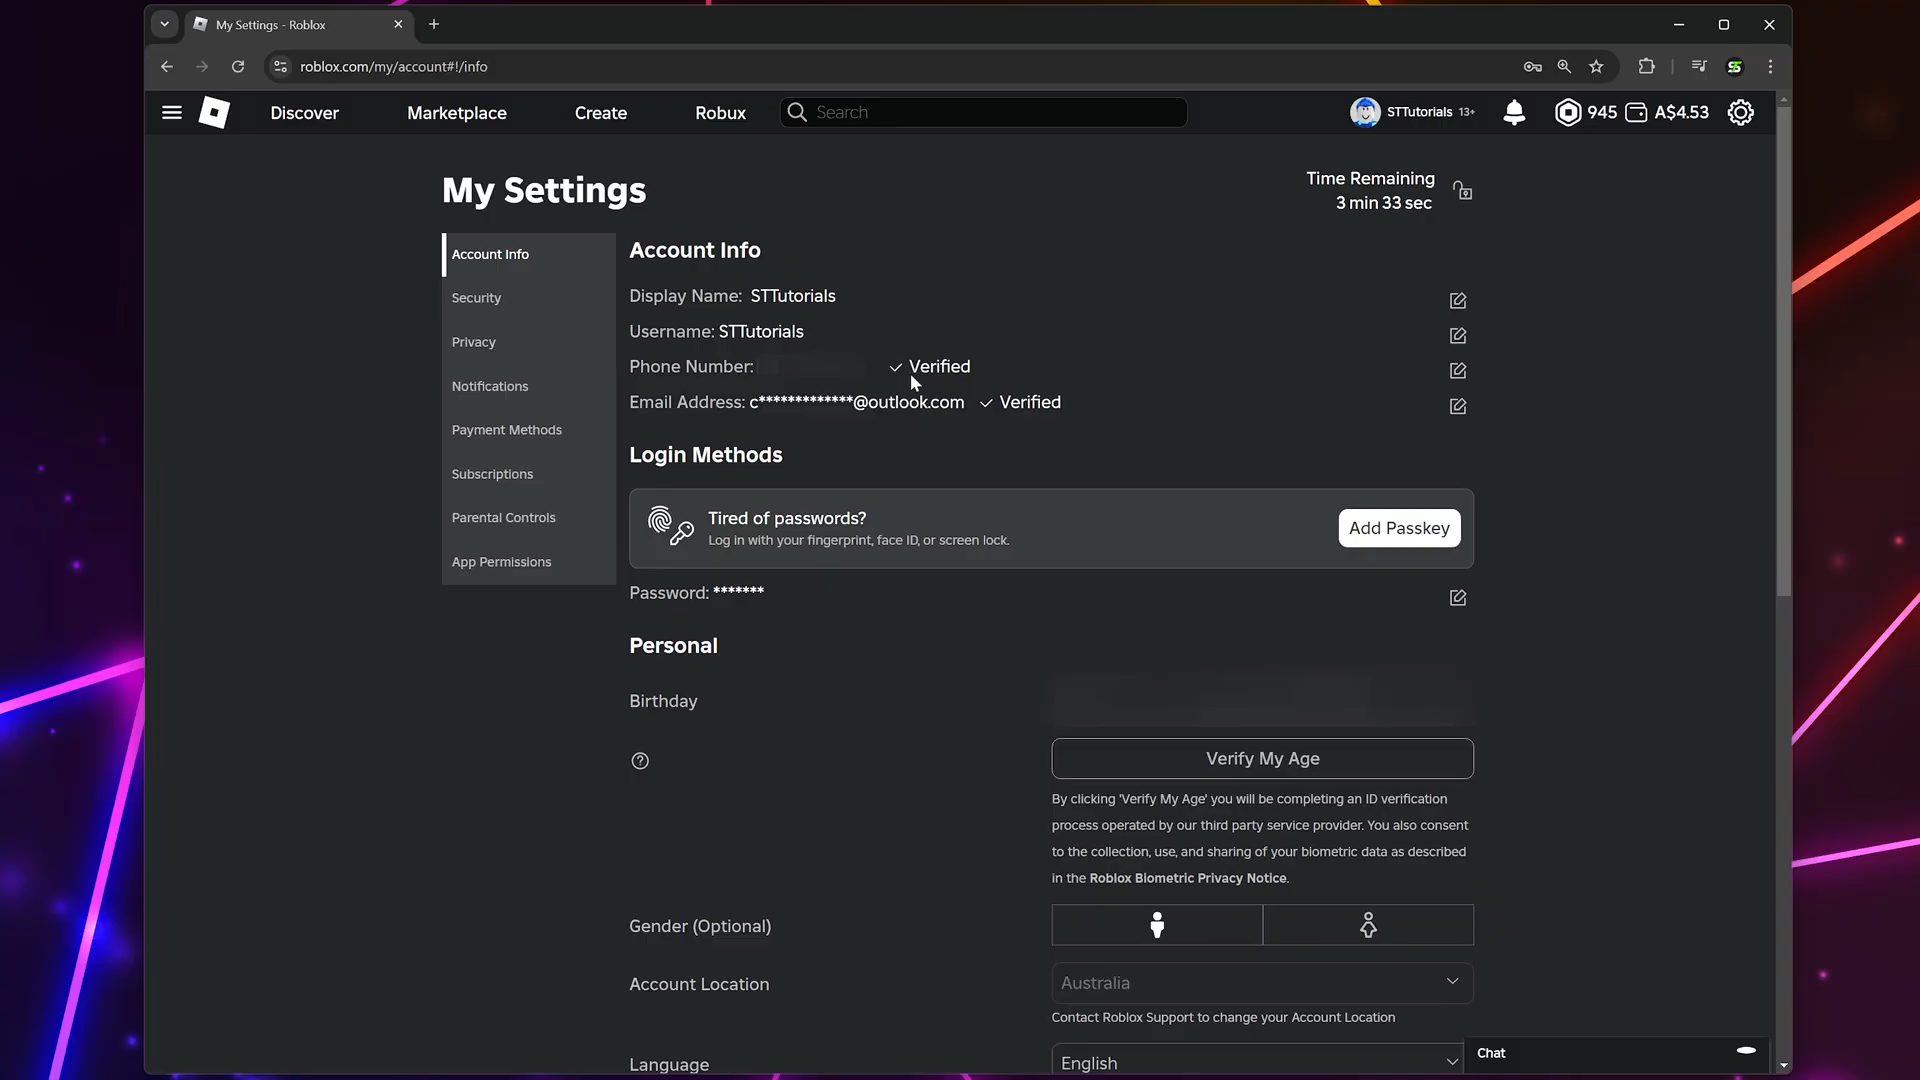 My Settings - Roblox
roblox.com/my/account#!/info
Discover Marketplace Create Robux Search STTutorials 13+ 945 A$4.53
My Settings
Time Remaining
3 min 33 sec
Account Info
Security
Privacy
Notifications
Payment Methods
Subscriptions
Parental Controls
App Permissions
Account Info
Display Name: STTutorials
Username: STTutorials
Phone Number: Verified
Email Address: c*************@outlook.com Verified
Login Methods
Tired of passwords?
Log in with your fingerprint, face ID, or screen lock.
Add Passkey
Password: *******
Personal
Birthday
Verify My Age
By clicking 'Verify My Age' you will be completing an ID verification
process operated by our third party service provider. You also consent
to the collection, use, and sharing of your biometric data as described
in the Roblox Biometric Privacy Notice.
Gender (Optional)
Account Location
Australia
Contact Roblox Support to change your Account Location
Language
English
Chat